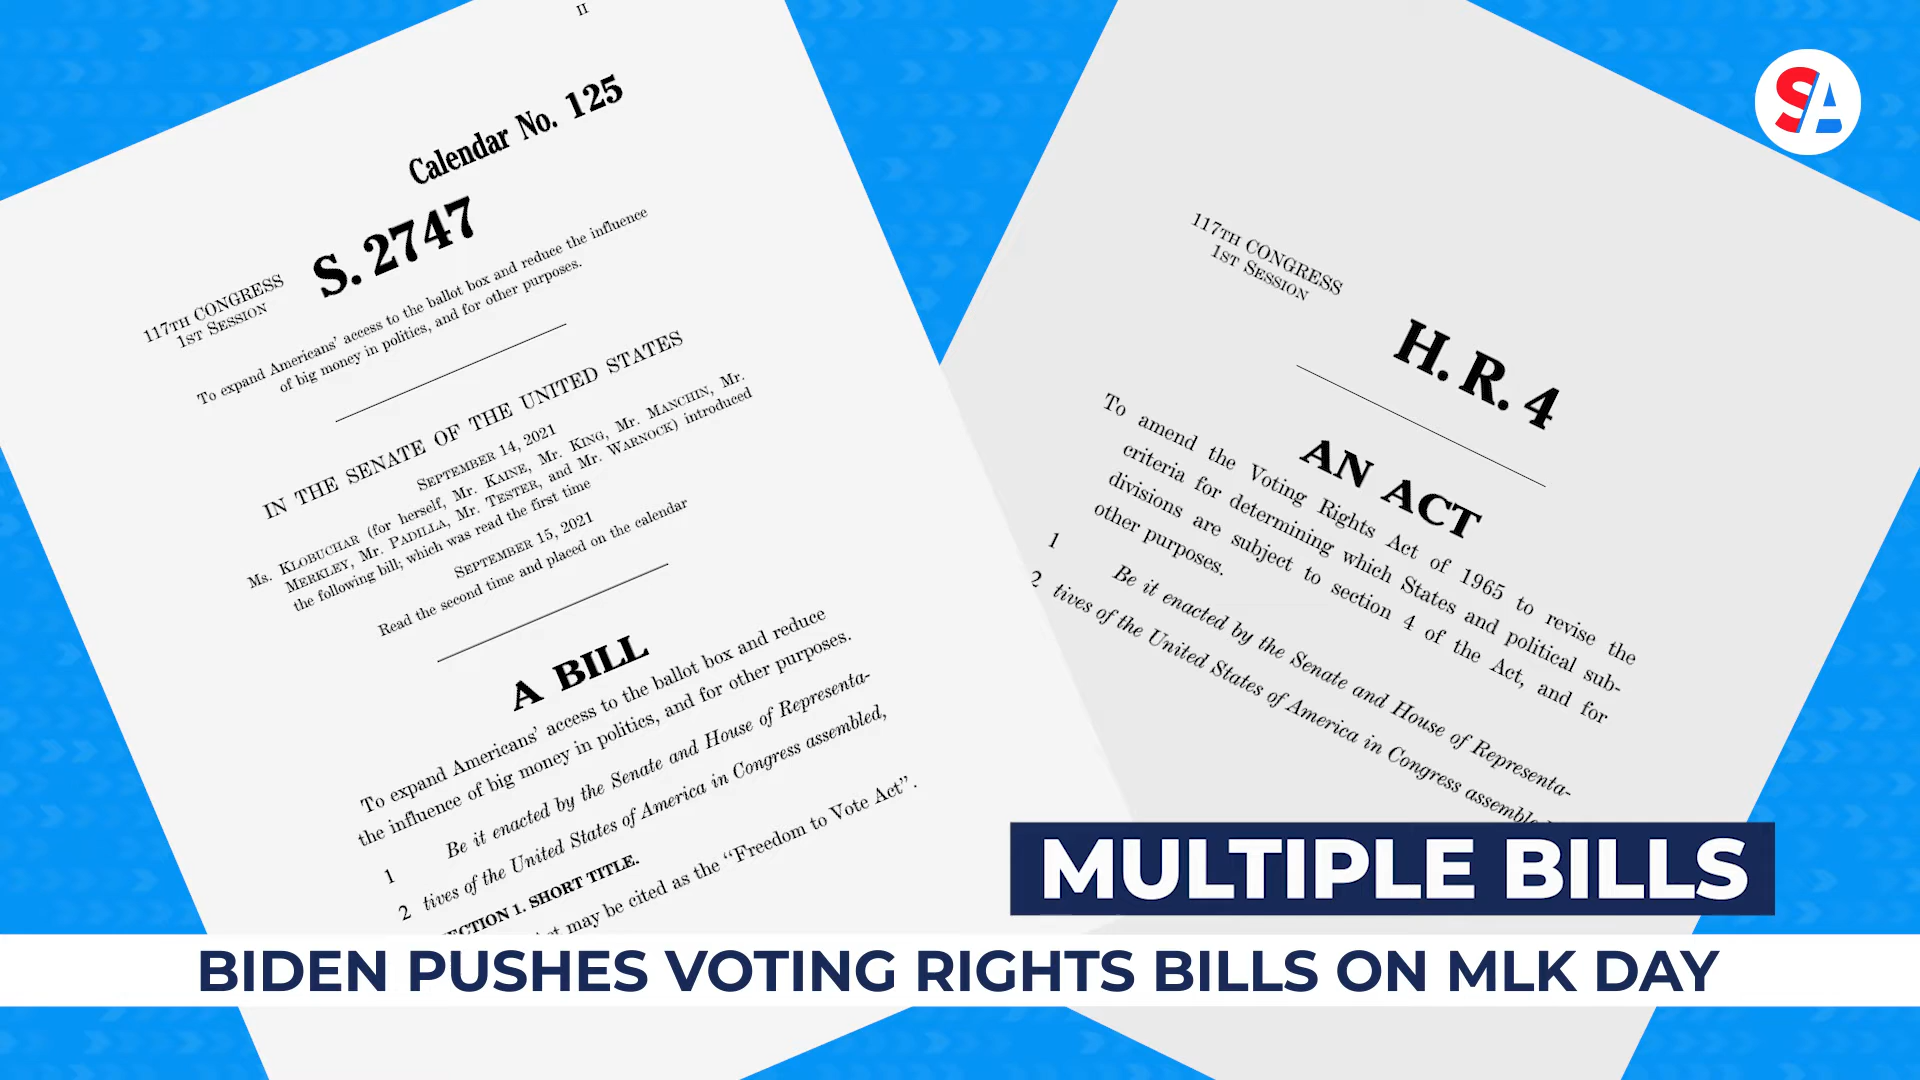 II
Calendar No. 125
117TH CONGRESS
1ST SESSION
S. 2747
To expand Americans' access to the ballot box and reduce the influence
of big money in politics, and for other purposes.
IN THE SENATE OF THE UNITED STATES
SEPTEMBER 14, 2021
Ms. KLOBUCHAR (for herself, Mr. KAINE, Mr. KING, Mr. MANCHIN, Mr.
MERKLEY, Mr. PADILLA, Mr. TESTER, and Mr. WARNOCK) introduced
the following bill; which was read the first time
SEPTEMBER 15, 2021
Read the second time and placed on the calendar
A BILL
To expand Americans' access to the ballot box and reduce
the influence of big money in politics, and for other purposes.
1 Be it enacted by the Senate and House of Representa-
2 tives of the United States of America in Congress assembled,
1. SHORT TITLE.
may be cited as the “Freedom to Vote Act”.
117TH CONGRESS
1ST SESSION
H. R. 4
AN ACT
To amend the Voting Rights Act of 1965 to revise the
criteria for determining which States and political sub-
divisions are subject to section 4 of the Act, and for
other purposes.
1 Be it enacted by the Senate and House of Representa-
2 tives of the United States of America in Congress
SA
MULTIPLE BILLS
BIDEN PUSHES VOTING RIGHTS BILLS ON MLK DAY